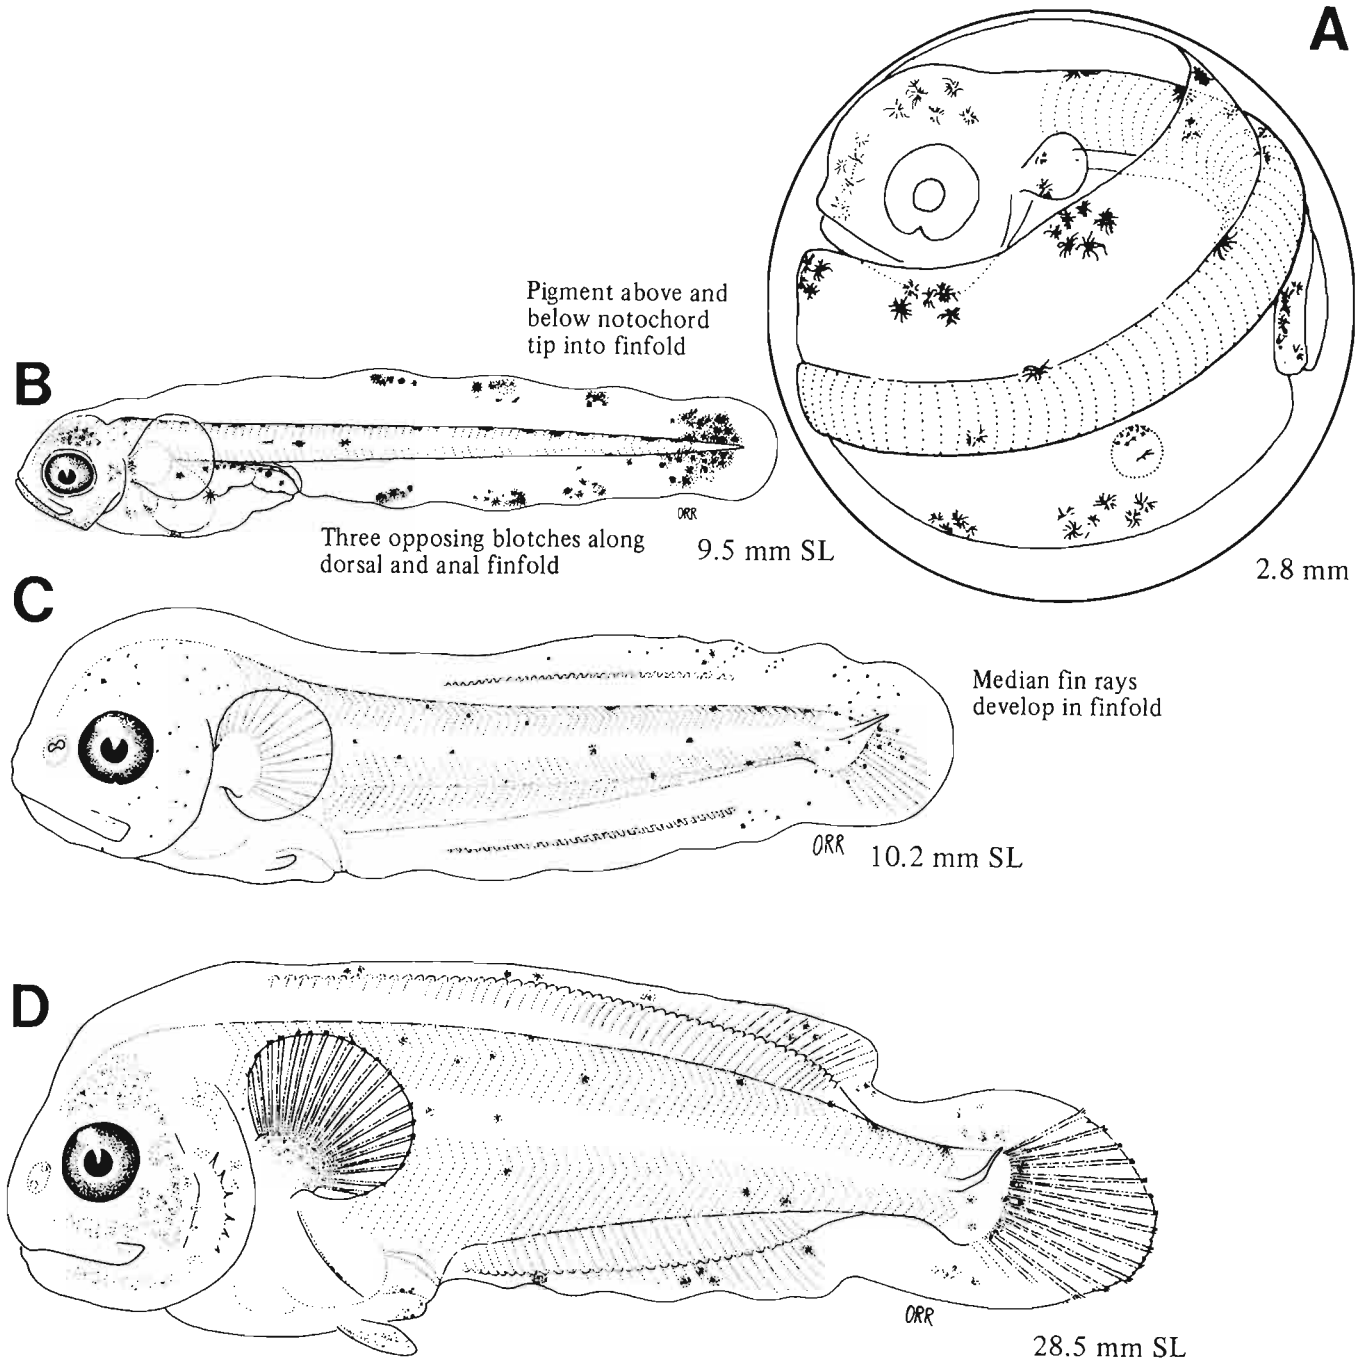 A
2.8 mm
Pigment above and
below notochord
tip into finfold
B
ORR
Three opposing blotches along
dorsal and anal finfold
9.5 mm SL
C
Median fin rays
develop in finfold
ORR
10.2 mm SL
D
ORR
28.5 mm SL